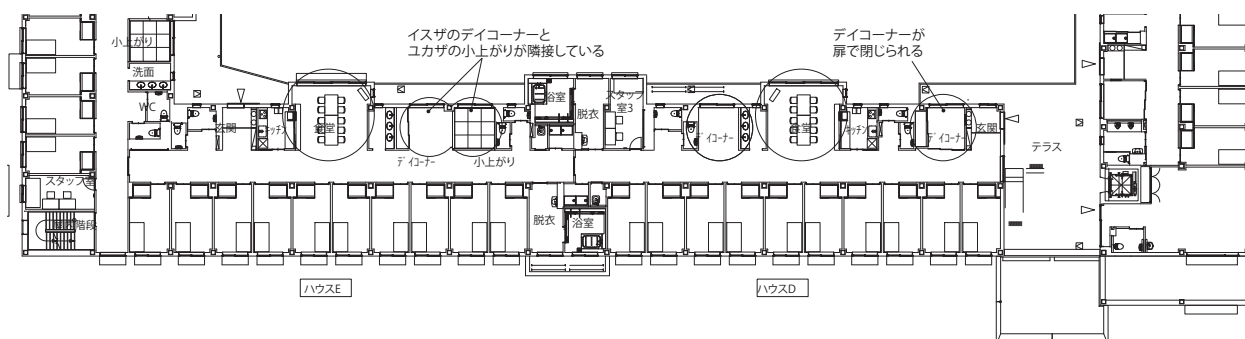 イスザのデイコーナーと
ユカザの小上がりが隣接している
デイコーナーが
扉で閉じられる
小上がり
洗面
WC
玄関
キッチン
食堂
デイコーナー
小上がり
浴室
脱衣
スタッフ
室3
デイコーナー
食堂
キッチン
デイコーナー
玄関
テラス
スタッフ室
階段
脱衣
浴室
ハウスE
ハウスD